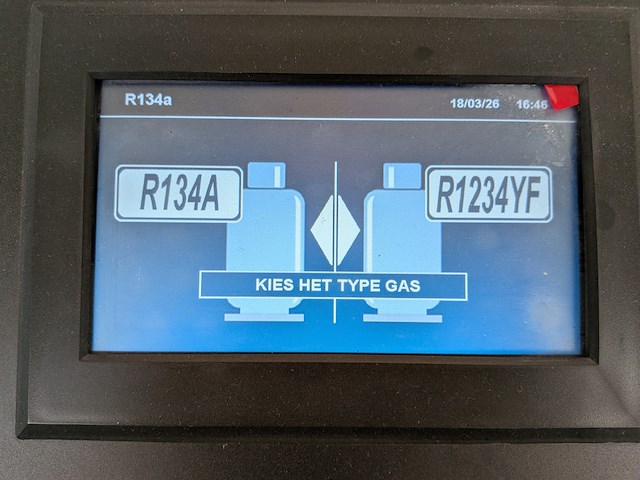 R134a 18/03/26 16:46
R134A R1234YF
KIES HET TYPE GAS